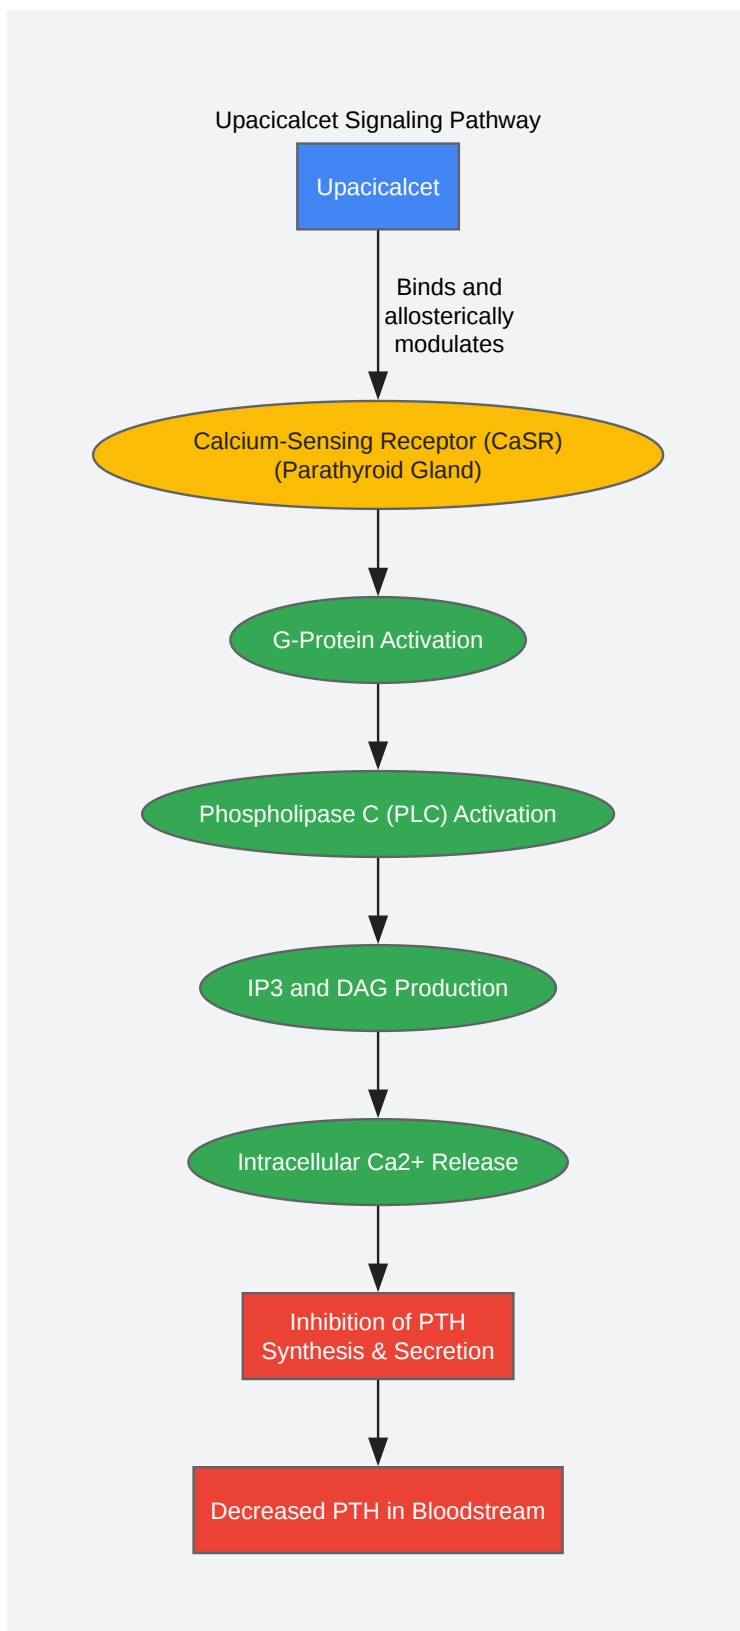 Upacicalcet Signaling Pathway
Upacicalcet
Binds and
allosterically
modulates
Calcium-Sensing Receptor (CaSR)
(Parathyroid Gland)
G-Protein Activation
Phospholipase C (PLC) Activation
IP3 and DAG Production
Intracellular Ca2+ Release
Inhibition of PTH
Synthesis & Secretion
Decreased PTH in Bloodstream